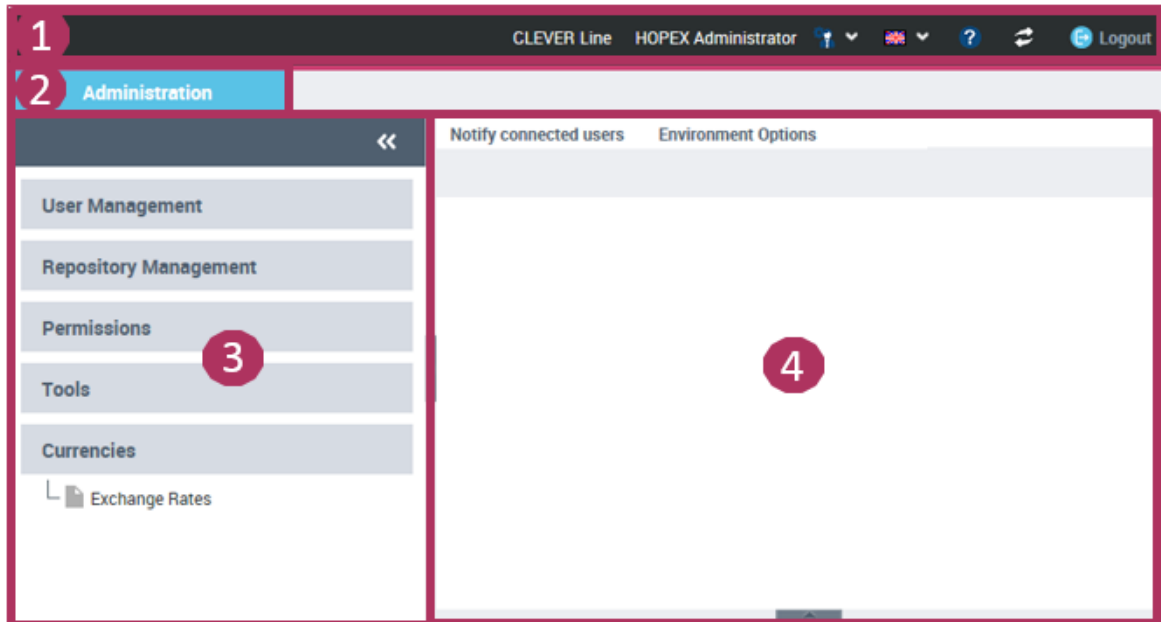 1 CLEVER Line HOPEX Administrator ? Logout
2 Administration
Notify connected users Environment Options
User Management
Repository Management
Permissions
3
4
Tools
Currencies
Exchange Rates